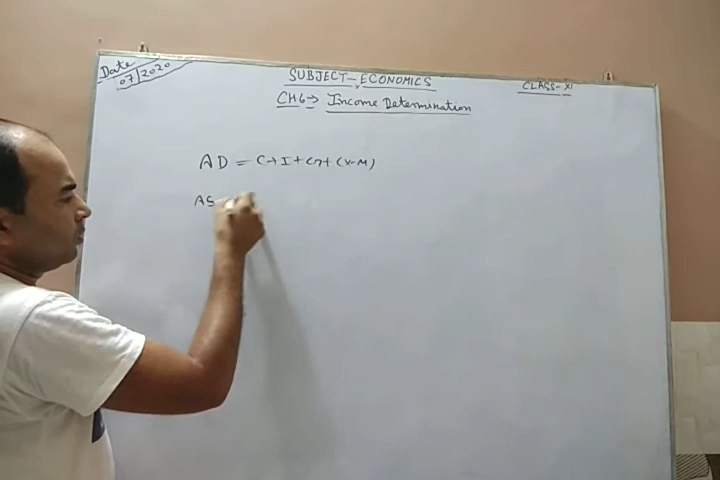 Date
07/2020
SUBJECT-ECONOMICS
CLASS-XI
CH6→ Income Determination
AD = C+I+G+(X-M)
AS